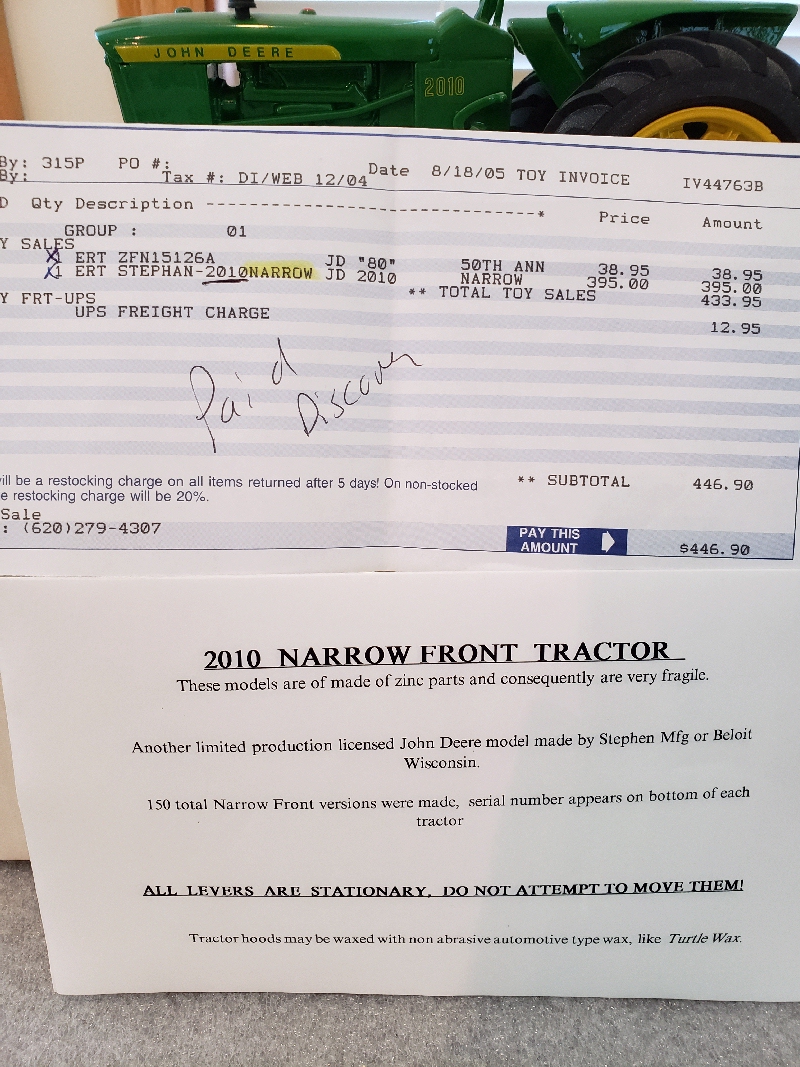 JOHN DEERE
2010
By: 315P PO #:
By: Tax #: DI/WEB 12/04 Date 8/18/05 TOY INVOICE IV44763B
D Qty Description -----------------------------------* Price Amount
GROUP : 01
Y SALES
1 ERT ZFN15126A JD "80" 50TH ANN 38.95 38.95
1 ERT STEPHAN-2010NARROW JD 2010 NARROW 395.00 395.00
** TOTAL TOY SALES 433.95
Y FRT-UPS
UPS FREIGHT CHARGE 12.95
Paid
Discover
ill be a restocking charge on all items returned after 5 days! On non-stocked
e restocking charge will be 20%.
** SUBTOTAL 446.90
Sale
: (620)279-4307
PAY THIS
AMOUNT $446.90
2010 NARROW FRONT TRACTOR
These models are of made of zinc parts and consequently are very fragile.
Another limited production licensed John Deere model made by Stephen Mfg or Beloit
Wisconsin.
150 total Narrow Front versions were made, serial number appears on bottom of each
tractor
ALL LEVERS ARE STATIONARY, DO NOT ATTEMPT TO MOVE THEM!
Tractor hoods may be waxed with non abrasive automotive type wax, like Turtle Wax.